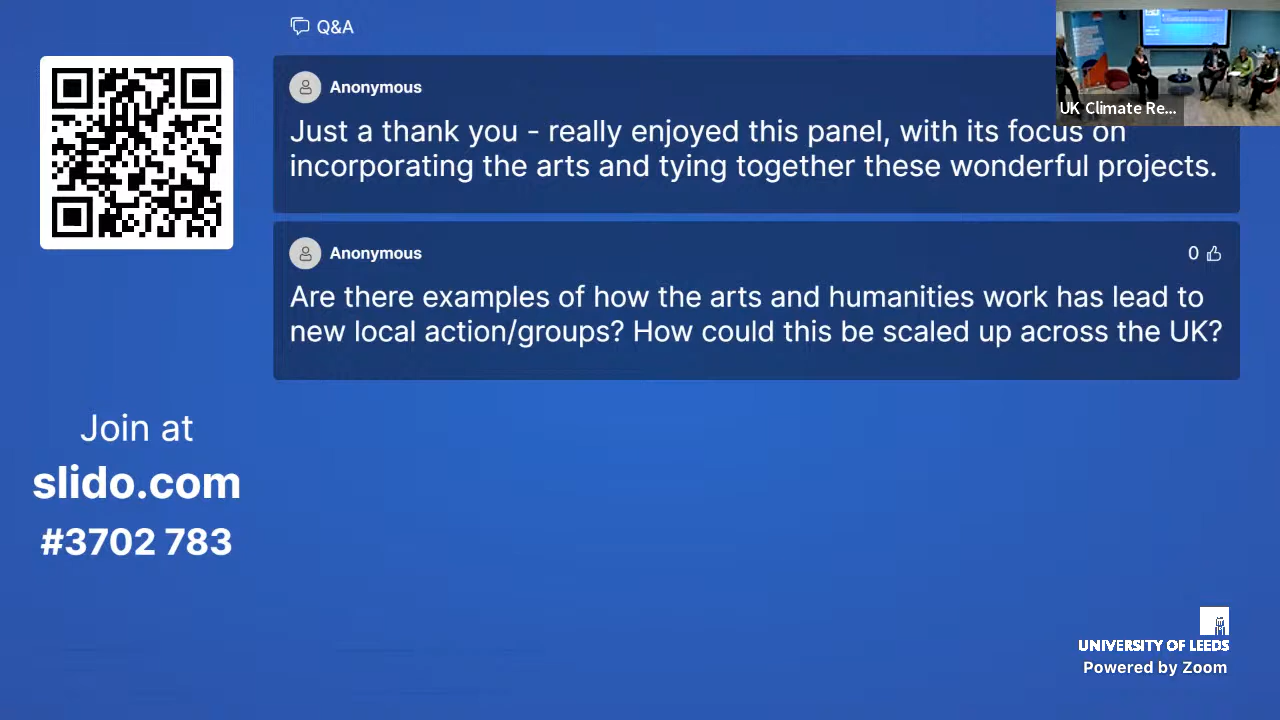 Q&A
Anonymous
Just a thank you - really enjoyed this panel, with its focus on
incorporating the arts and tying together these wonderful projects.
UK Climate Re...
Anonymous
0
Are there examples of how the arts and humanities work has lead to
new local action/groups? How could this be scaled up across the UK?
Join at
slido.com
#3702 783
UNIVERSITY OF LEEDS
Powered by Zoom